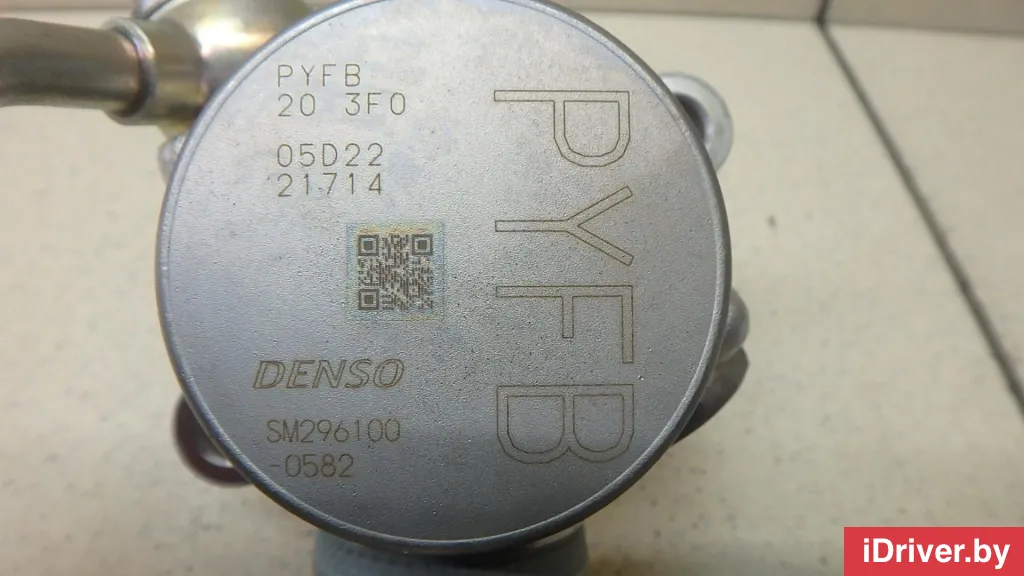 PYFB
20 3F0
05D22
21714
DENSO
SM296100
-0582
PYFB
iDriver.by